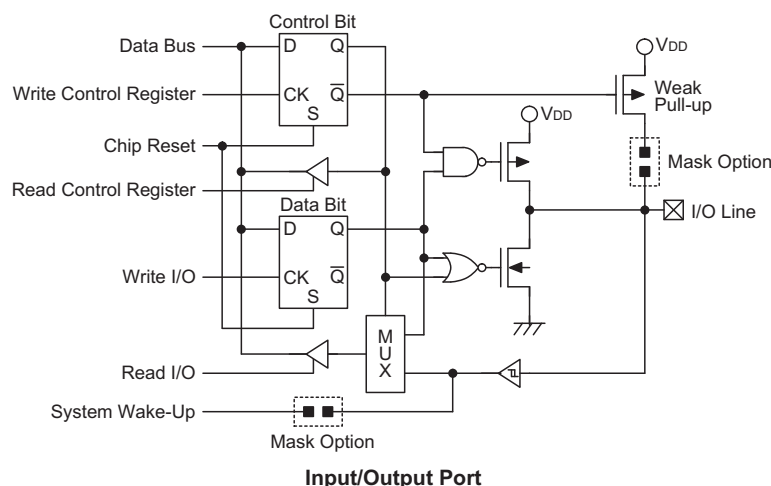 Control Bit
Data Bus
D
Q
Write Control Register
CK
Q
S
Chip Reset
Read Control Register
VDD
Weak
Pull-up
VDD
Mask Option
I/O Line
Data Bit
D
Q
Write I/O
CK
Q
S
M
U
X
Read I/O
System Wake-Up
Mask Option
Input/Output Port